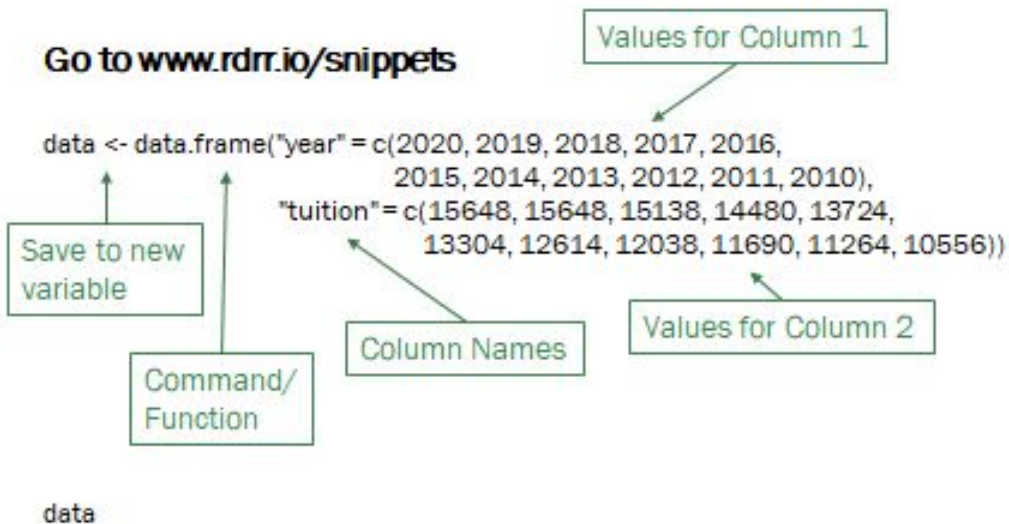 Go to www.rdrr.io/snippets
Values for Column 1
data <- data.frame("year" = c(2020, 2019, 2018, 2017, 2016,
2015, 2014, 2013, 2012, 2011, 2010),
"tuition" = c(15648, 15648, 15138, 14480, 13724,
13304, 12614, 12038, 11690, 11264, 10556))
Save to new
variable
Command/
Function
Column Names
Values for Column 2
data